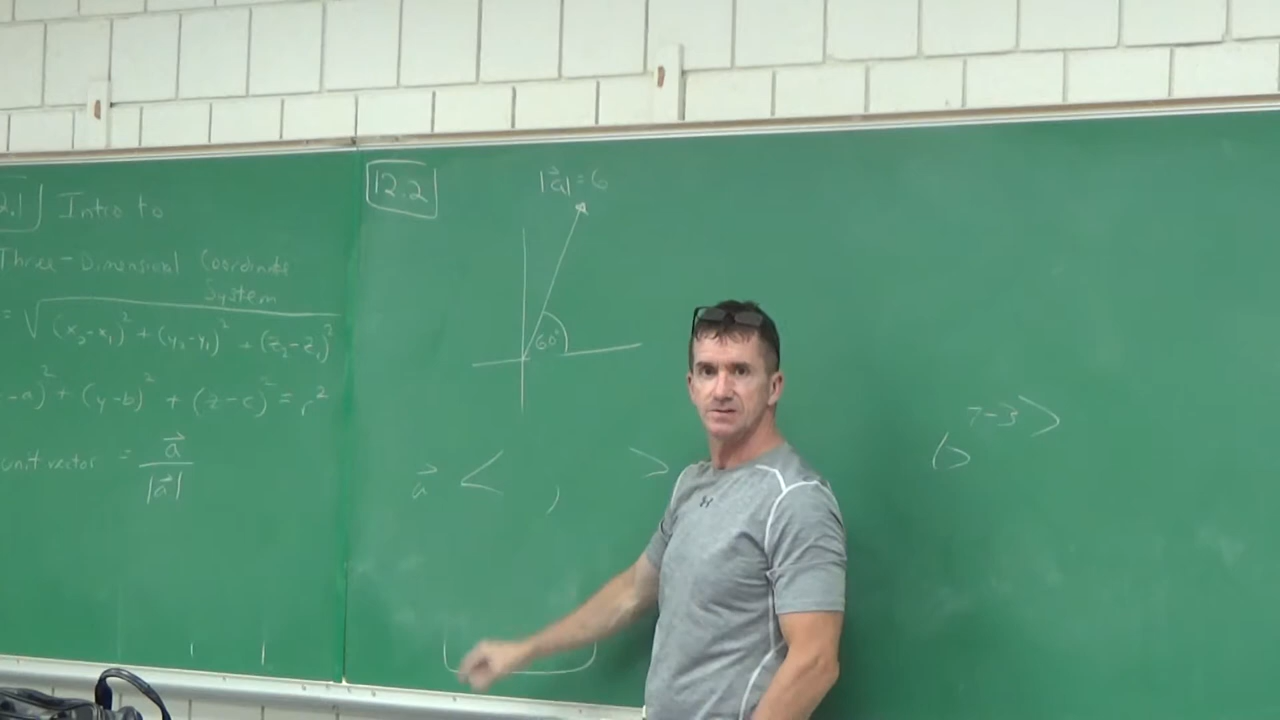 2.1 Intro to
Three-Dimensional Coordinate
System
= √(x₂-x₁)² + (y₂-y₁)² + (z₂-z₁)²
-a)² + (y-b)² + (z-c)² = r²
unit vector = a⃗ / |a⃗|
12.2
|a⃗| = 6
60°
a⃗ < , >
7-3>
b